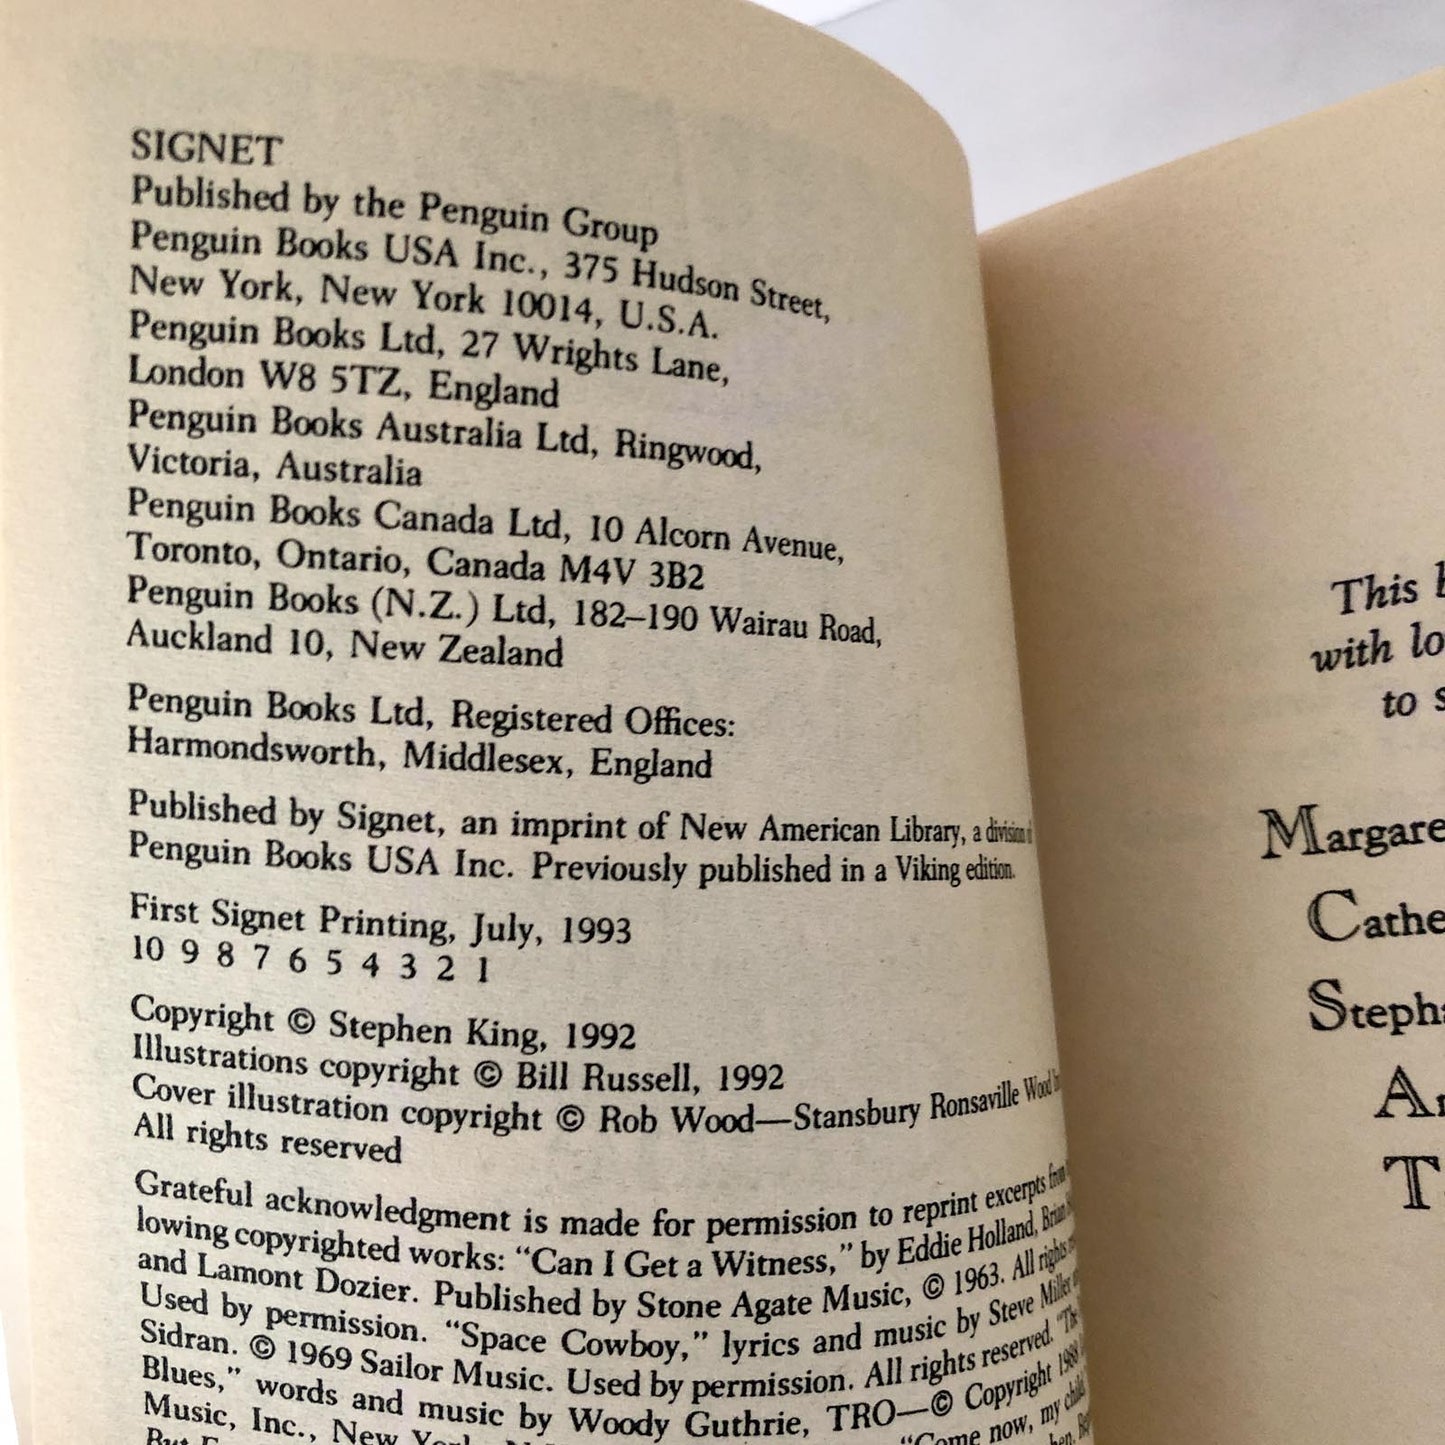 SIGNET
Published by the Penguin Group
Penguin Books USA Inc., 375 Hudson Street,
New York, New York 10014, U.S.A.
Penguin Books Ltd, 27 Wrights Lane,
London W8 5TZ, England
Penguin Books Australia Ltd, Ringwood,
Victoria, Australia
Penguin Books Canada Ltd, 10 Alcorn Avenue,
Toronto, Ontario, Canada M4V 3B2
Penguin Books (N.Z.) Ltd, 182–190 Wairau Road,
Auckland 10, New Zealand
Penguin Books Ltd, Registered Offices:
Harmondsworth, Middlesex, England
Published by Signet, an imprint of New American Library, a division of
Penguin Books USA Inc. Previously published in a Viking edition.
First Signet Printing, July, 1993
10 9 8 7 6 5 4 3 2 1
Copyright © Stephen King, 1992
Illustrations copyright © Bill Russell, 1992
Cover illustration copyright © Rob Wood—Stansbury Ronsaville Wood
All rights reserved
Grateful acknowledgment is made for permission to reprint excerpts from
lowing copyrighted works: "Can I Get a Witness," by Eddie Holland, Brian
and Lamont Dozier. Published by Stone Agate Music, © 1963. All rights
Used by permission. "Space Cowboy," lyrics and music by Steve Miller
Sidran. © 1969 Sailor Music. Used by permission. All rights reserved.
Blues," words and music by Woody Guthrie, TRO—© Copyright 1988
Music, Inc., New "Come now, my child,
This
with
to